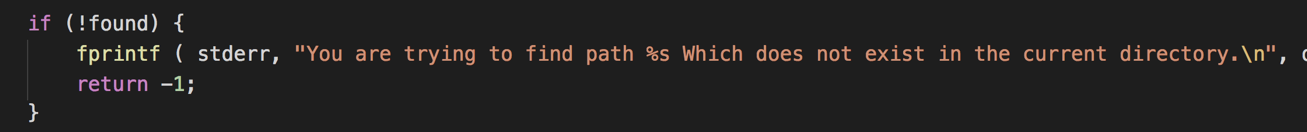 if (!found) {
fprintf ( stderr, "You are trying to find path %s Which does not exist in the current directory.\n",
return -1;
}